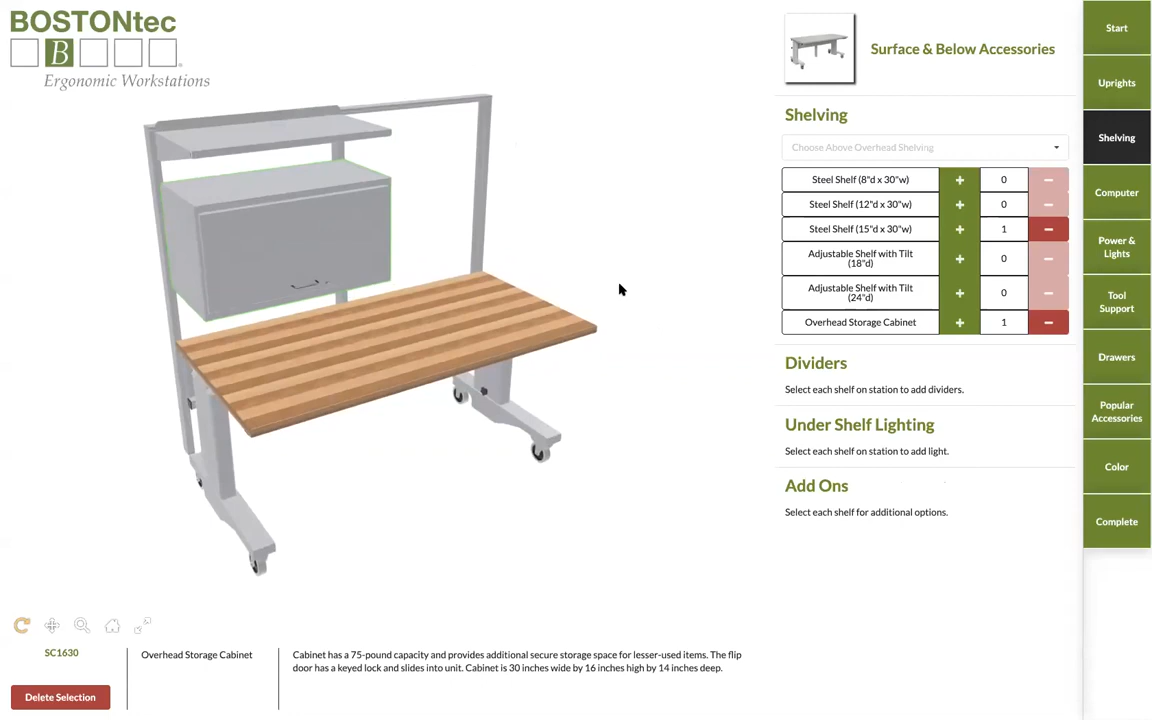 BOSTONtec
B
Ergonomic Workstations
Surface & Below Accessories
Shelving
Choose Above Overhead Shelving
Steel Shelf (8"d x 30"w) + 0 −
Steel Shelf (12"d x 30"w) + 0 −
Steel Shelf (15"d x 30"w) + 1 −
Adjustable Shelf with Tilt
(18"d) + 0 −
Adjustable Shelf with Tilt
(24"d) + 0 −
Overhead Storage Cabinet + 1 −
Dividers
Select each shelf on station to add dividers.
Under Shelf Lighting
Select each shelf on station to add light.
Add Ons
Select each shelf for additional options.
Start
Uprights
Shelving
Computer
Power &
Lights
Tool
Support
Drawers
Popular
Accessories
Color
Complete
SC1630
Delete Selection
Overhead Storage Cabinet
Cabinet has a 75-pound capacity and provides additional secure storage space for lesser-used items. The flip
door has a keyed lock and slides into unit. Cabinet is 30 inches wide by 16 inches high by 14 inches deep.